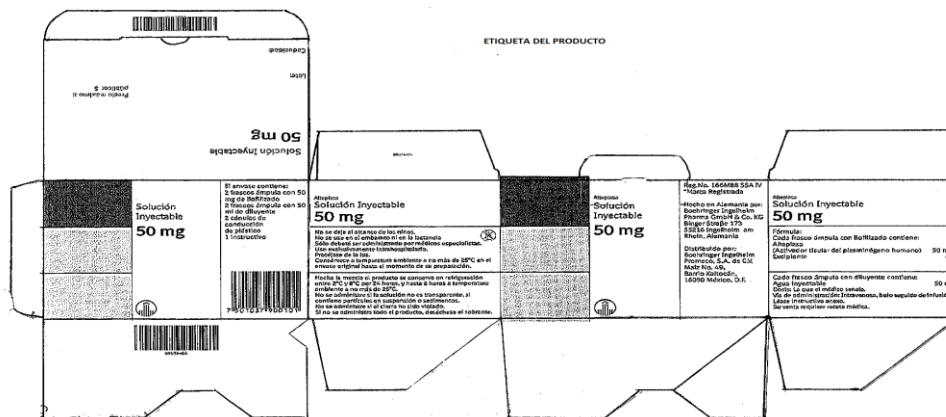 ETIQUETA DEL PRODUCTO
Caducidad:
Lote:
Precio máximo al
público: $
Solución Inyectable
50 mg
Solución
Inyectable
50 mg
El envase contiene:
2 frascos ámpula con 50
mg de liofilizado
2 frascos ámpula con 50
ml de diluyente
2 cánulas de
conducción
de plástico
1 instructivo
Alteplasa
Solución Inyectable
50 mg
No se deje al alcance de los niños.
No se use en el embarazo ni en la lactancia
Sólo deberá ser administrado por médicos especialistas.
Uso exclusivamente intrahospitalario.
Protéjase de la luz.
Consérvese a temperatura ambiente a no más de 25°C en el
envase original hasta el momento de su preparación.
Hecha la mezcla el producto se conserva en refrigeración
entre 2°C y 8°C por 24 horas, y hasta 8 horas a temperatura
ambiente a no más de 25°C.
No se administre si la solución no es transparente, si
contiene partículas en suspensión o sedimentos.
No se administre si el cierre ha sido violado.
Si no se administra todo el producto, deséchese el sobrante.
Alteplasa
Solución
Inyectable
50 mg
Reg. No. 166M88 SSA IV
*Marca Registrada
Hecho en Alemania por:
Boehringer Ingelheim
Pharma GmbH & Co. KG
Binger Straße 173
55216 Ingelheim am
Rhein, Alemania
Distribuido por:
Boehringer Ingelheim
Promeco, S.A. de C.V.
Maíz No. 49,
Barrio Xaltocán,
16090 México, D.F.
Alteplasa
Solución Inyectable
50 mg
Fórmula:
Cada frasco ámpula con liofilizado contiene:
Alteplasa
(Activador tisular del plasminógeno humano) 50 m
Excipiente
Cada frasco ámpula con diluyente contiene:
Agua Inyectable 50 m
Dosis: La que el médico señale.
Vía de administración: Intravenosa, bolo seguido de infusió
Léase instructivo anexo.
Su venta requiere receta médica.